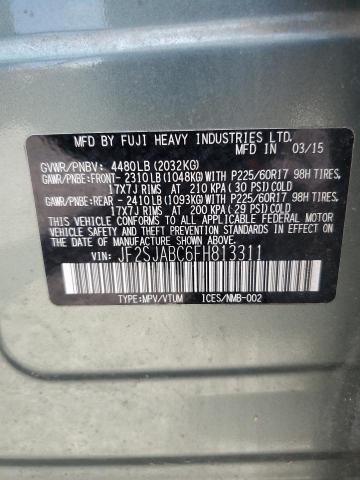 MFD BY FUJI HEAVY INDUSTRIES LTD.
MFD IN 03/15
GVWR/PNBV: 4480LB(2032KG)
GAWR/PNBE:FRONT-2310LB(1048KG)WITH P225/60R17 98H TIRES,
17X7J RIMS AT 210 KPA(30 PSI)COLD
GAWR/PNBE:REAR -2410LB(1093KG)WITH P225/60R17 98H TIRES,
17X7J RIMS AT 200 KPA(29 PSI)COLD
THIS VEHICLE CONFORMS TO ALL APPLICABLE FEDERAL MOTOR
VEHICLE SAFETY, BUMPER, AND THEFT PREVENTION STANDARDS
IN EFFECT ON THE DATE OF MANUFACTURE SHOWN ABOVE.
VIN: JF2SJABC6FH813311
TYPE:MPV/VTUM ICES/NMB-002